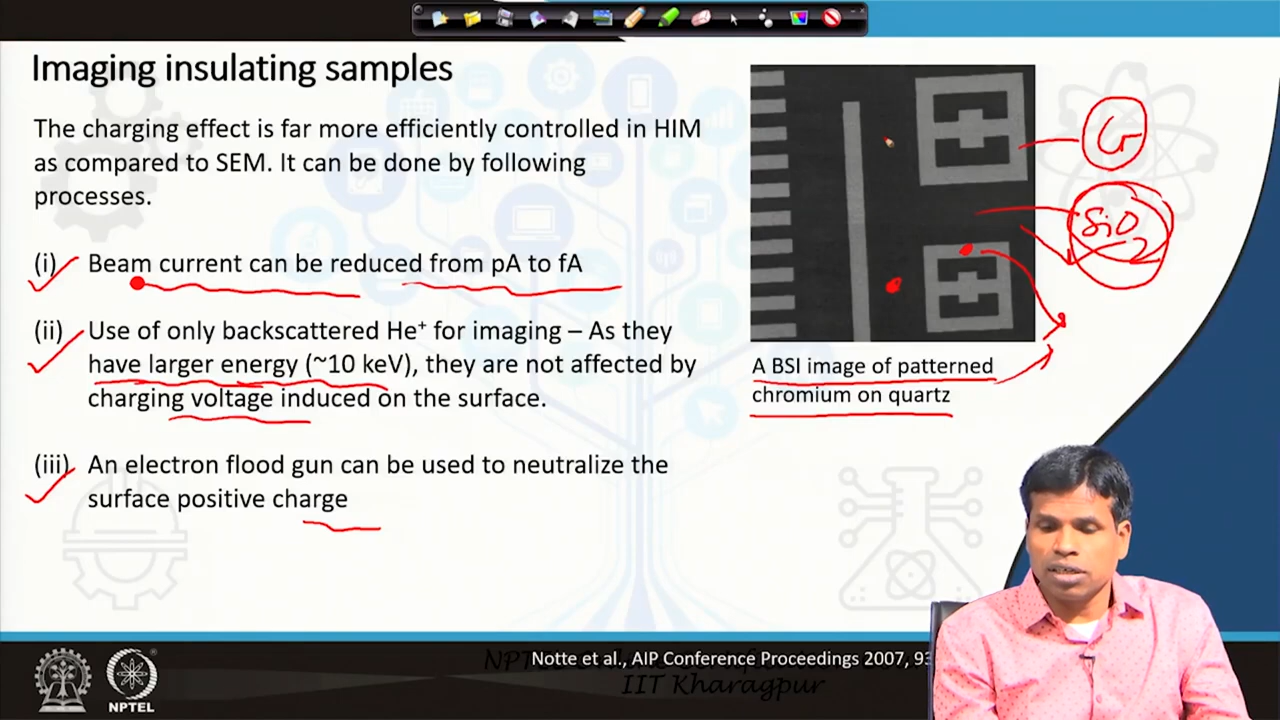 Imaging insulating samples
The charging effect is far more efficiently controlled in HIM
as compared to SEM. It can be done by following
processes.
(i) Beam current can be reduced from pA to fA
(ii) Use of only backscattered He⁺ for imaging – As they
have larger energy (~10 keV), they are not affected by
charging voltage induced on the surface.
(iii) An electron flood gun can be used to neutralize the
surface positive charge
Cr
SiO2
A BSI image of patterned
chromium on quartz
Notte et al., AIP Conference Proceedings 2007, 93
IIT Kharagpur
NPTEL